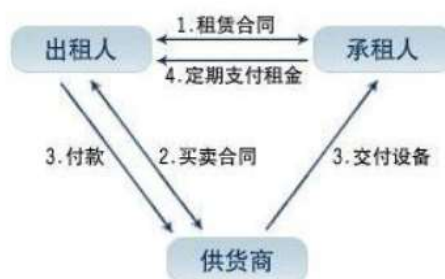 1.租赁合同
出租人
承租人
4.定期支付租金
3.付款
2.买卖合同
3.交付设备
供货商